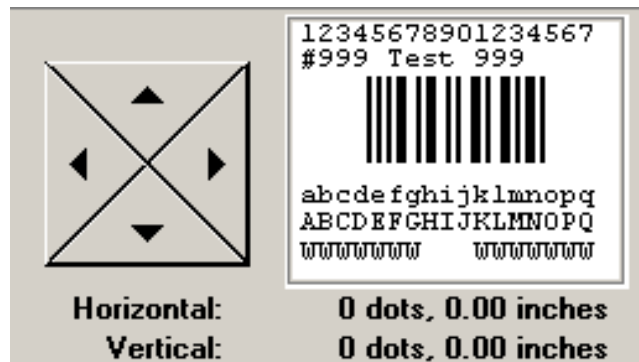 12345678901234567
#999 Test 999
abcdefghijklmnopq
ABCDEFGHIJKLMNOPQ
WWWWWWW WWWWWWW
Horizontal: 0 dots, 0.00 inches
Vertical: 0 dots, 0.00 inches